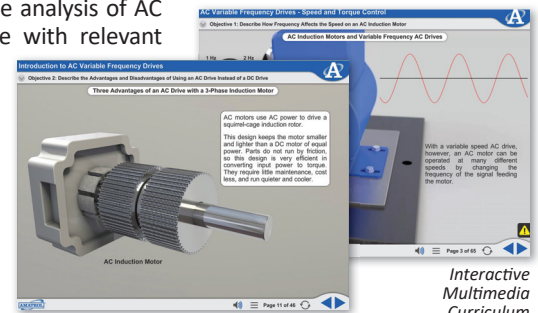 e analysis of AC
e with relevant
AC Variable Frequency Drives - Speed and Torque Control
Objective 1: Describe How Frequency Affects the Speed on an AC Induction Motor
AC Induction Motors and Variable Frequency AC Drives
1 Hz
2 Hz
With a variable speed AC drive,
however, an AC motor can be
operated at many different
speeds by changing the
frequency of the signal feeding
the motor.
Page 3 of 65
Introduction to AC Variable Frequency Drives
Objective 2: Describe the Advantages and Disadvantages of Using an AC Drive Instead of a DC Drive
Three Advantages of an AC Drive with a 3-Phase Induction Motor
AC motors use AC power to drive a
squirrel-cage induction rotor.
This design keeps the motor smaller
and lighter than a DC motor of equal
power. Parts do not run by friction,
so this design is very efficient in
converting input power to torque.
They require little maintenance, cost
less, and run quieter and cooler.
AC Induction Motor
AMATROL
Page 11 of 46
Interactive
Multimedia
Curriculum